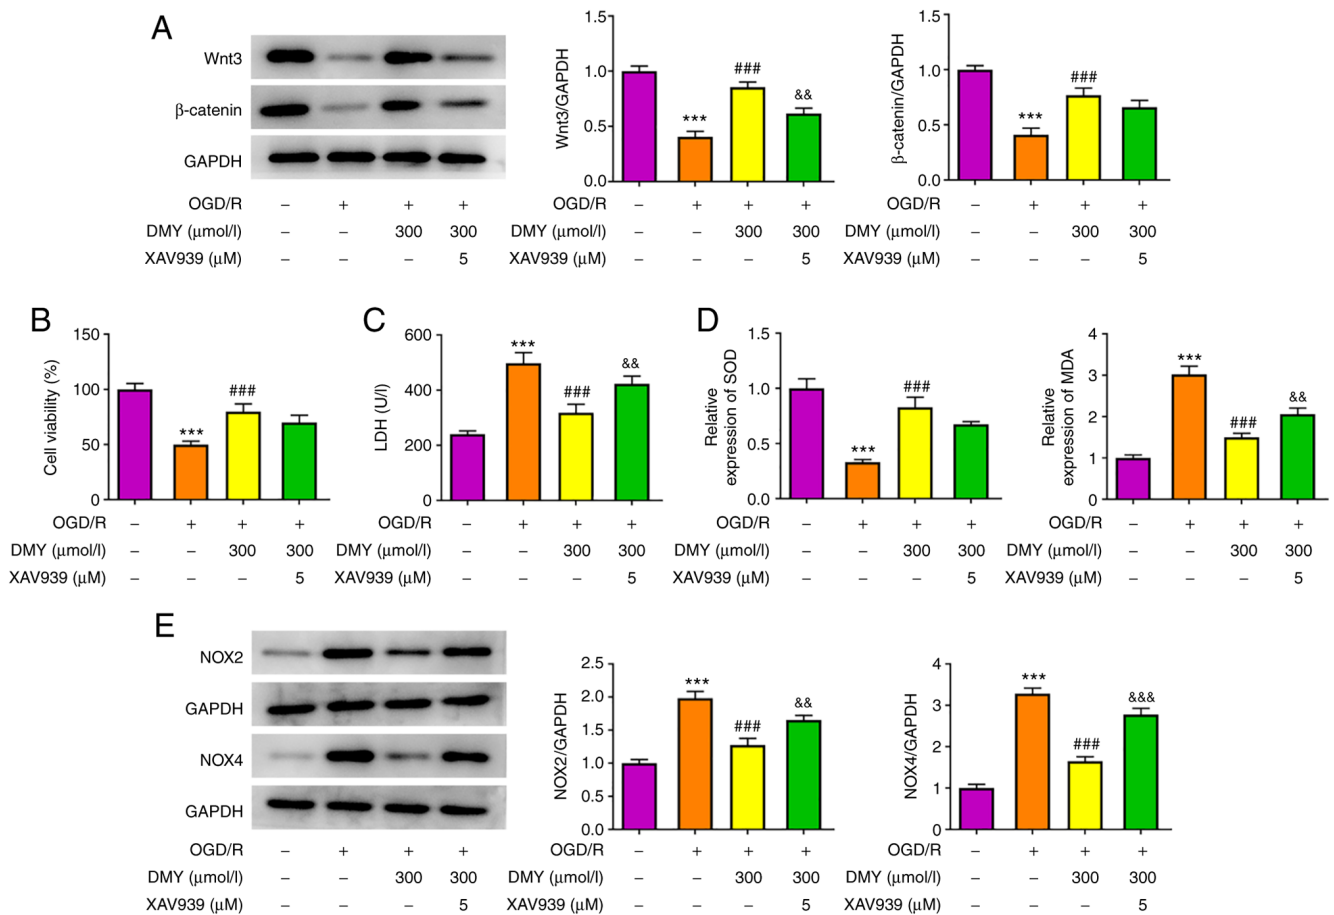 A
Wnt3
β-catenin
GAPDH
OGD/R – + + +
DMY (μmol/l) – – 300 300
XAV939 (μM) – – – 5
Wnt3/GAPDH
1.5
1.0
0.5
0.0
***
###
&&
OGD/R – + + +
DMY (μmol/l) – – 300 300
XAV939 (μM) – – – 5
β-catenin/GAPDH
1.5
1.0
0.5
0.0
***
###
OGD/R – + + +
DMY (μmol/l) – – 300 300
XAV939 (μM) – – – 5
B
Cell viability (%)
150
100
50
0
***
###
OGD/R – + + +
DMY (μmol/l) – – 300 300
XAV939 (μM) – – – 5
C
LDH (U/l)
600
400
200
0
***
###
&&
OGD/R – + + +
DMY (μmol/l) – – 300 300
XAV939 (μM) – – – 5
D
Relative
expression of SOD
1.5
1.0
0.5
0.0
***
###
OGD/R – + + +
DMY (μmol/l) – – 300 300
XAV939 (μM) – – – 5
Relative
expression of MDA
4
3
2
1
0
***
###
&&
OGD/R – + + +
DMY (μmol/l) – – 300 300
XAV939 (μM) – – – 5
E
NOX2
GAPDH
NOX4
GAPDH
OGD/R – + + +
DMY (μmol/l) – – 300 300
XAV939 (μM) – – – 5
NOX2/GAPDH
2.5
2.0
1.5
1.0
0.5
0.0
***
###
&&
OGD/R – + + +
DMY (μmol/l) – – 300 300
XAV939 (μM) – – – 5
NOX4/GAPDH
4
3
2
1
0
***
###
&&&
OGD/R – + + +
DMY (μmol/l) – – 300 300
XAV939 (μM) – – – 5